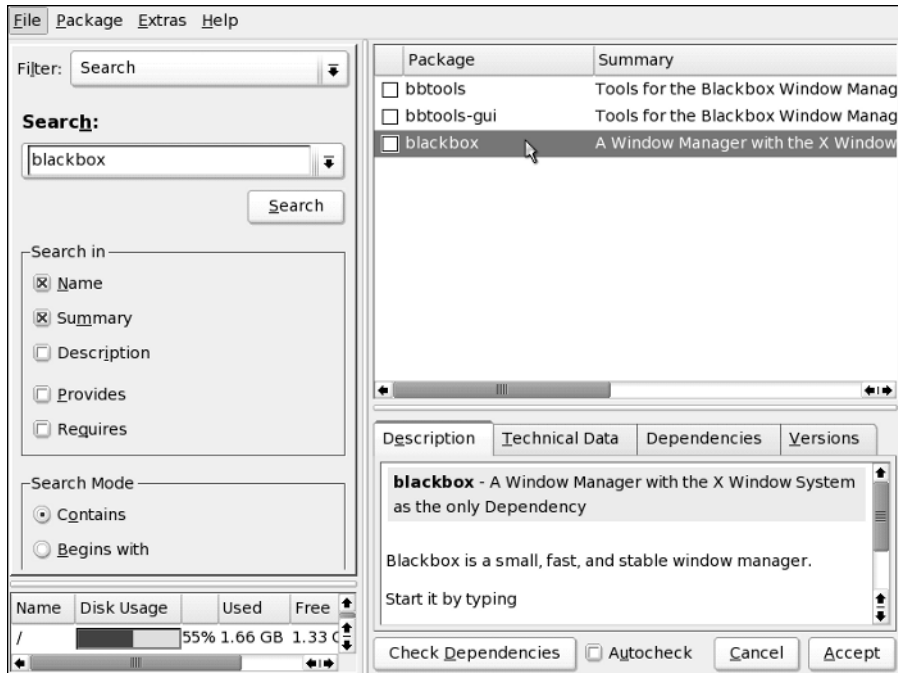 File Package Extras Help
Filter: Search
Search:
blackbox
Search
Search in
Name
Summary
Description
Provides
Requires
Search Mode
Contains
Begins with
Name Disk Usage Used Free
/ 55% 1.66 GB 1.33
Package Summary
bbtools Tools for the Blackbox Window Manag
bbtools-gui Tools for the Blackbox Window Manag
blackbox A Window Manager with the X Window
Description Technical Data Dependencies Versions
blackbox - A Window Manager with the X Window System
as the only Dependency
Blackbox is a small, fast, and stable window manager.
Start it by typing
Check Dependencies Autocheck Cancel Accept